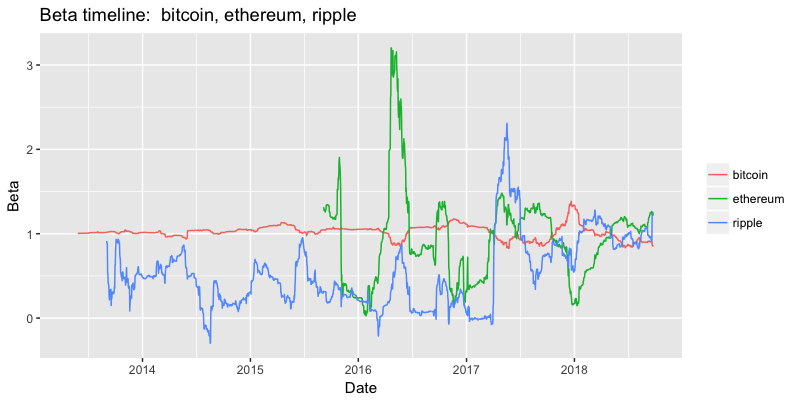 Beta timeline:  bitcoin, ethereum, ripple
3
2
1
0
Beta
2014 2015 2016 2017 2018
Date
bitcoin
ethereum
ripple